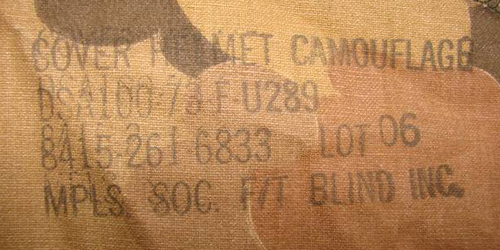 COVER HELMET CAMOUFLAGE
DSA100-73-F-U289
8415-261 6833 LOT 06
MPLS. SOC. F/T BLIND INC.